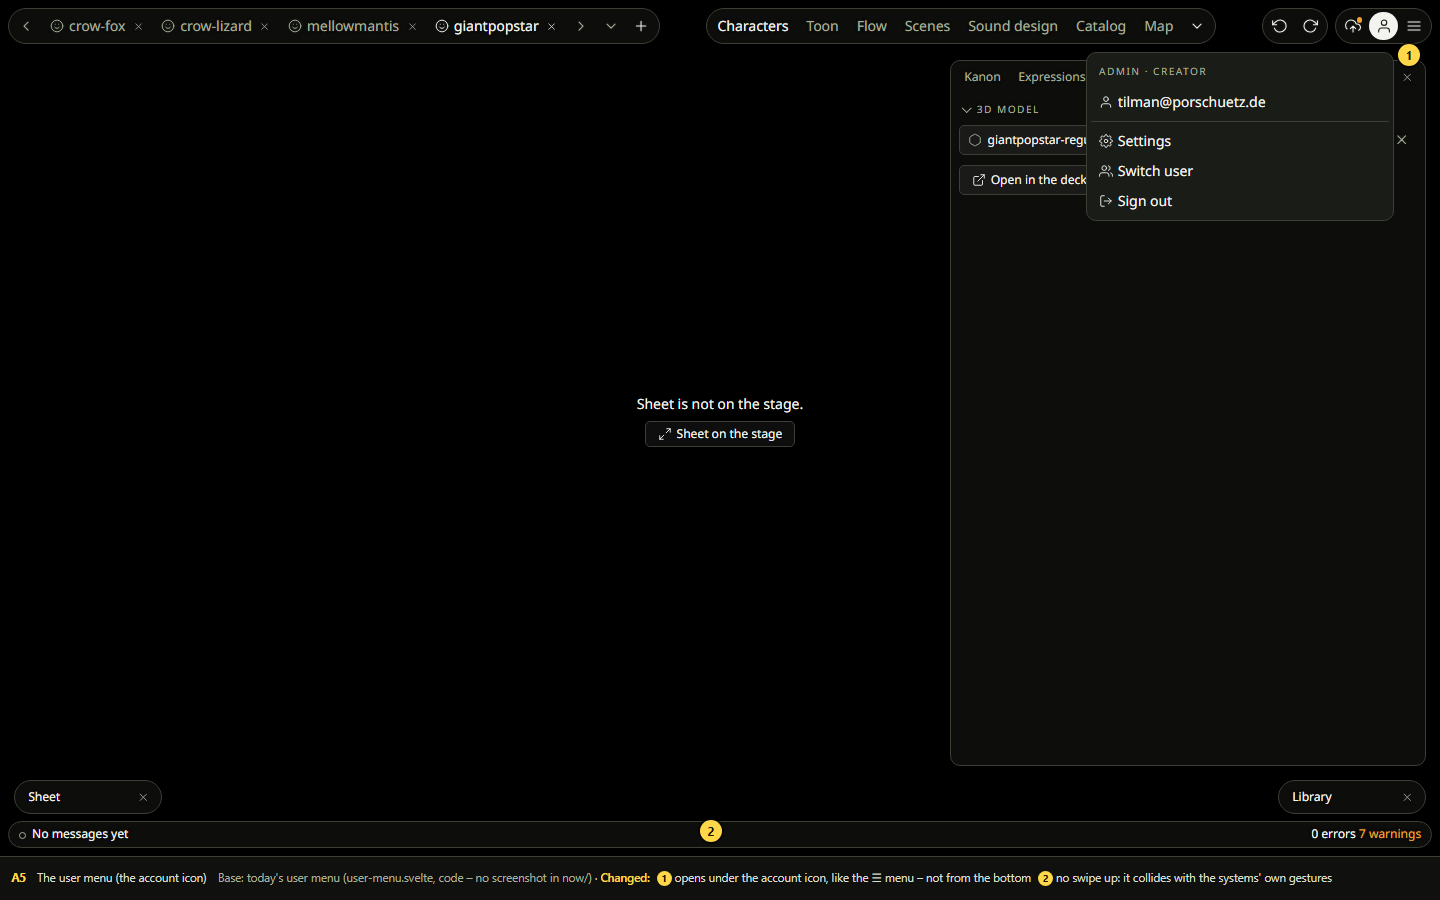 crow-fox crow-lizard mellowmantis giantpopstar
Characters Toon Flow Scenes Sound design Catalog Map
1
ADMIN · CREATOR
tilman@porschuetz.de
Settings
Switch user
Sign out
Kanon Expressions
3D MODEL
giantpopstar-regu
Open in the deck
Sheet is not on the stage.
Sheet on the stage
Sheet
Library
No messages yet
2
0 errors 7 warnings
A5 The user menu (the account icon) Base: today's user menu (user-menu.svelte, code – no screenshot in now/) · Changed: 1 opens under the account icon, like the ☰ menu – not from the bottom 2 no swipe up: it collides with the systems' own gestures